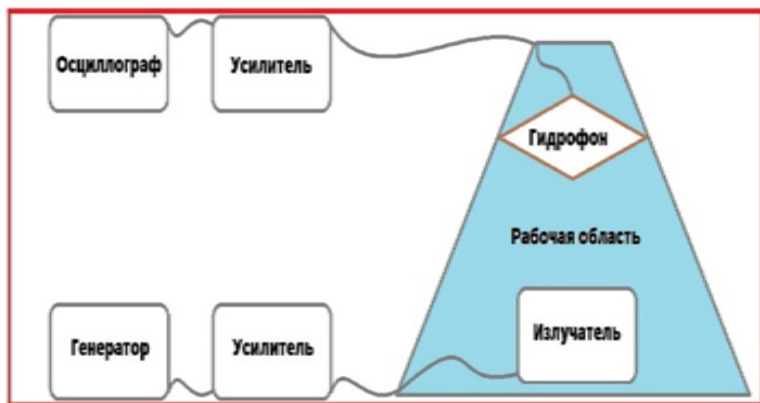 Осциллограф
Усилитель
Гидрофон
Рабочая область
Генератор
Усилитель
Излучатель